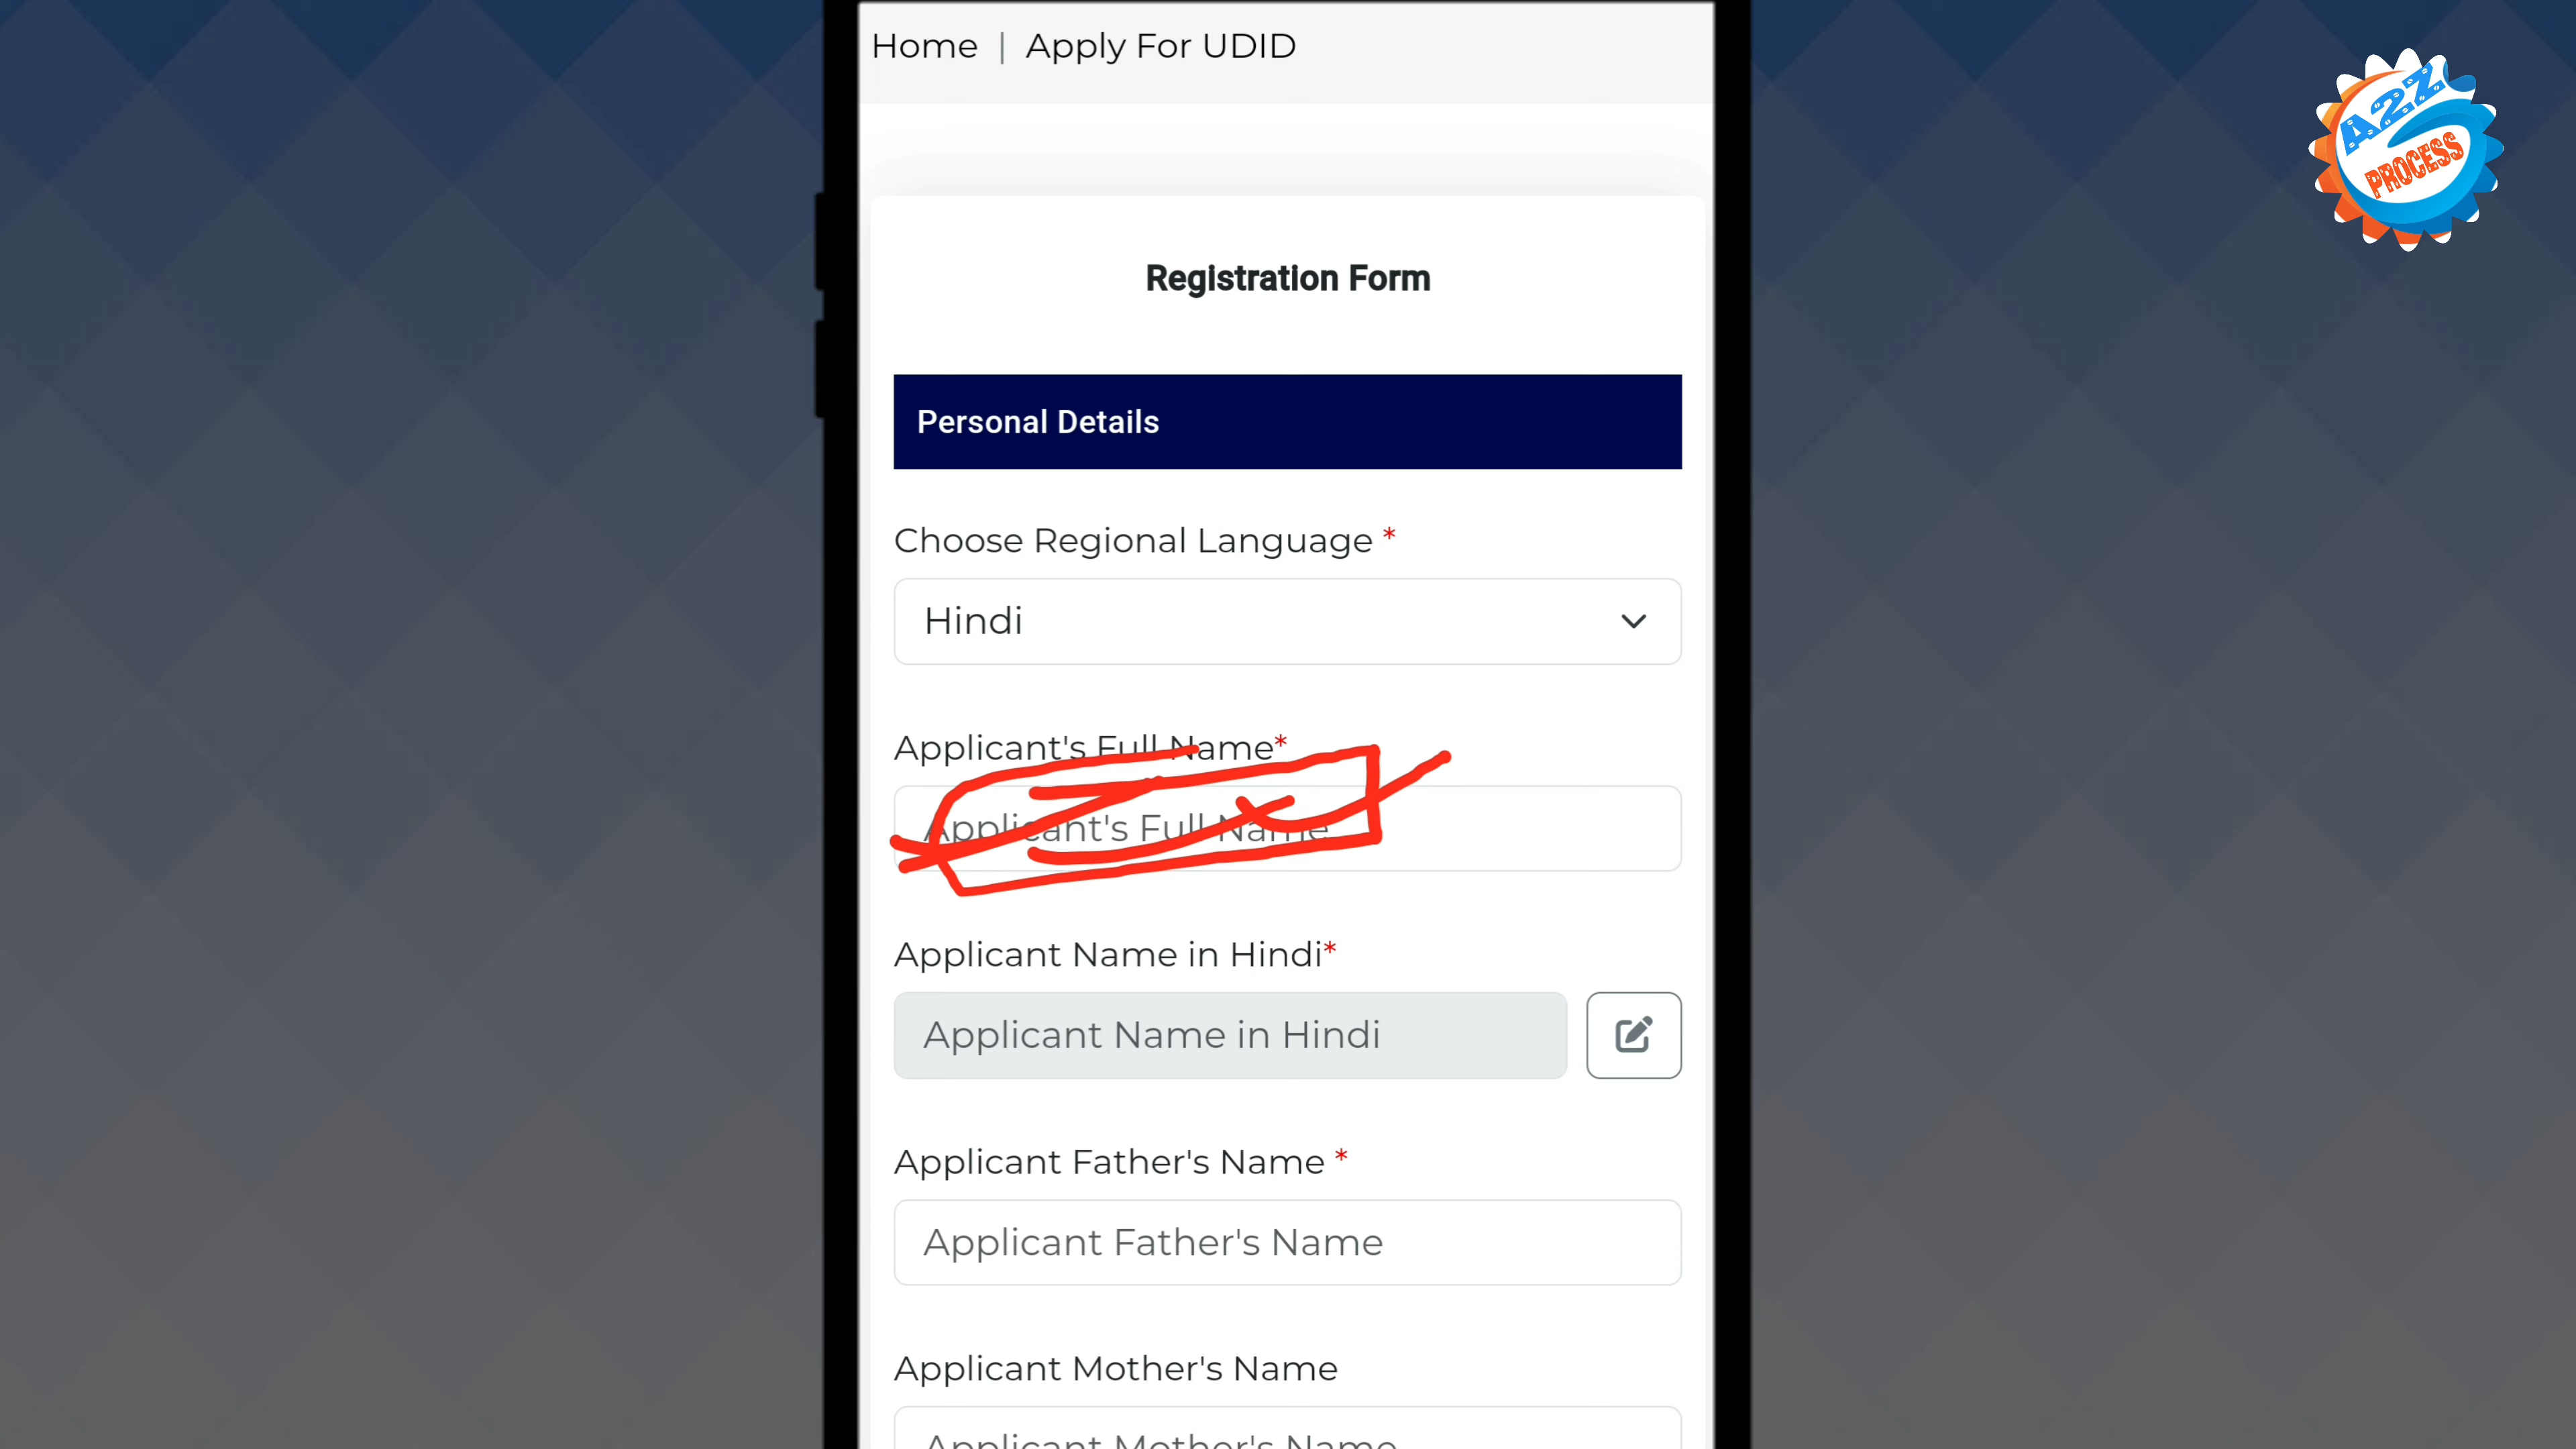 Home | Apply For UDID
A2Z
PROCESS
Registration Form
Personal Details
Choose Regional Language *
Hindi
Applicant's Full Name*
Applicant's Full Name
Applicant Name in Hindi*
Applicant Name in Hindi
Applicant Father's Name *
Applicant Father's Name
Applicant Mother's Name
Applicant Mother's Name